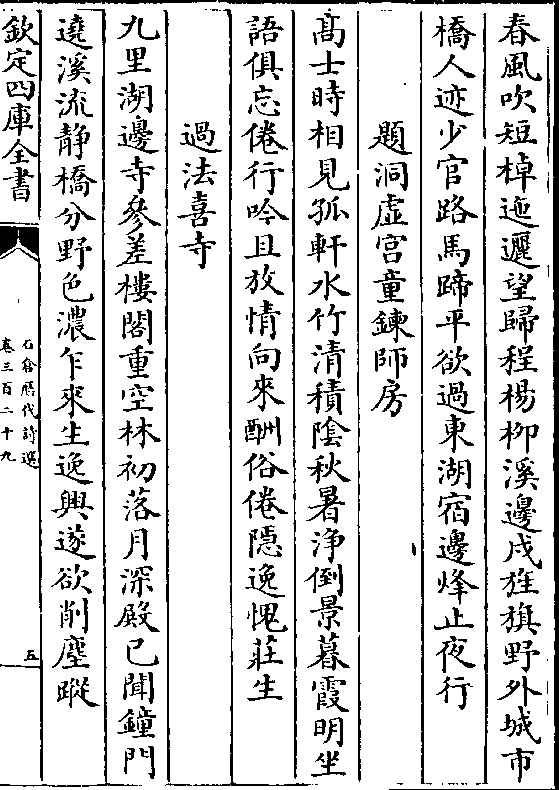 春風吹短棹迤邐望歸程楊栁溪邊戍旌旗野外城市
橋人迹少官路馬蹄平欲過東湖宿邊烽止夜行
題洞虛宫童鍊師房
髙士時相見孤軒水竹清積陰秋暑浄倒景暮霞明坐
語俱忘倦行吟且放情向來酬俗倦隱逸愧莊生
過法喜寺
九里湖邊寺參差樓閣重空林初落月深殿已聞鐘門
遶溪流静橋分野色濃乍來生逸興遂欲削塵蹤
欽定四庫全書
石倉歴代詩選
卷三百二十九
五